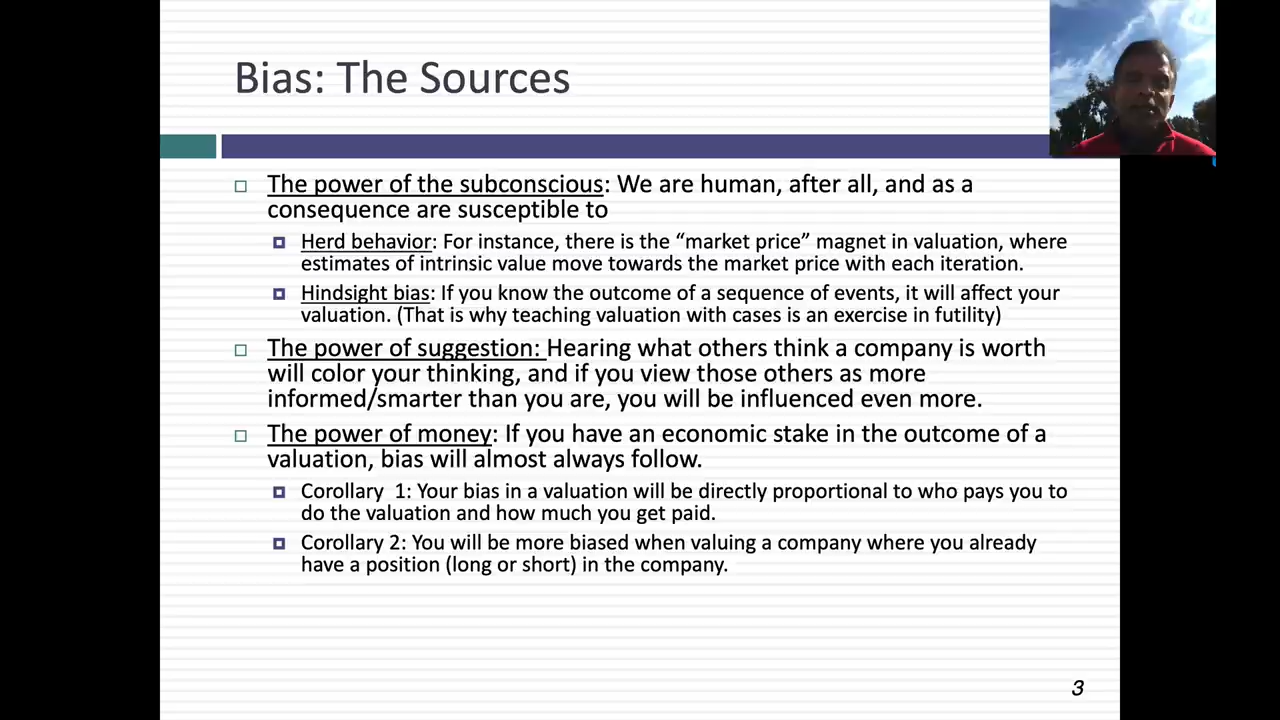 Bias: The Sources
The power of the subconscious: We are human, after all, and as a
consequence are susceptible to
Herd behavior: For instance, there is the “market price” magnet in valuation, where
estimates of intrinsic value move towards the market price with each iteration.
Hindsight bias: If you know the outcome of a sequence of events, it will affect your
valuation. (That is why teaching valuation with cases is an exercise in futility)
The power of suggestion: Hearing what others think a company is worth
will color your thinking, and if you view those others as more
informed/smarter than you are, you will be influenced even more.
The power of money: If you have an economic stake in the outcome of a
valuation, bias will almost always follow.
Corollary 1: Your bias in a valuation will be directly proportional to who pays you to
do the valuation and how much you get paid.
Corollary 2: You will be more biased when valuing a company where you already
have a position (long or short) in the company.
3